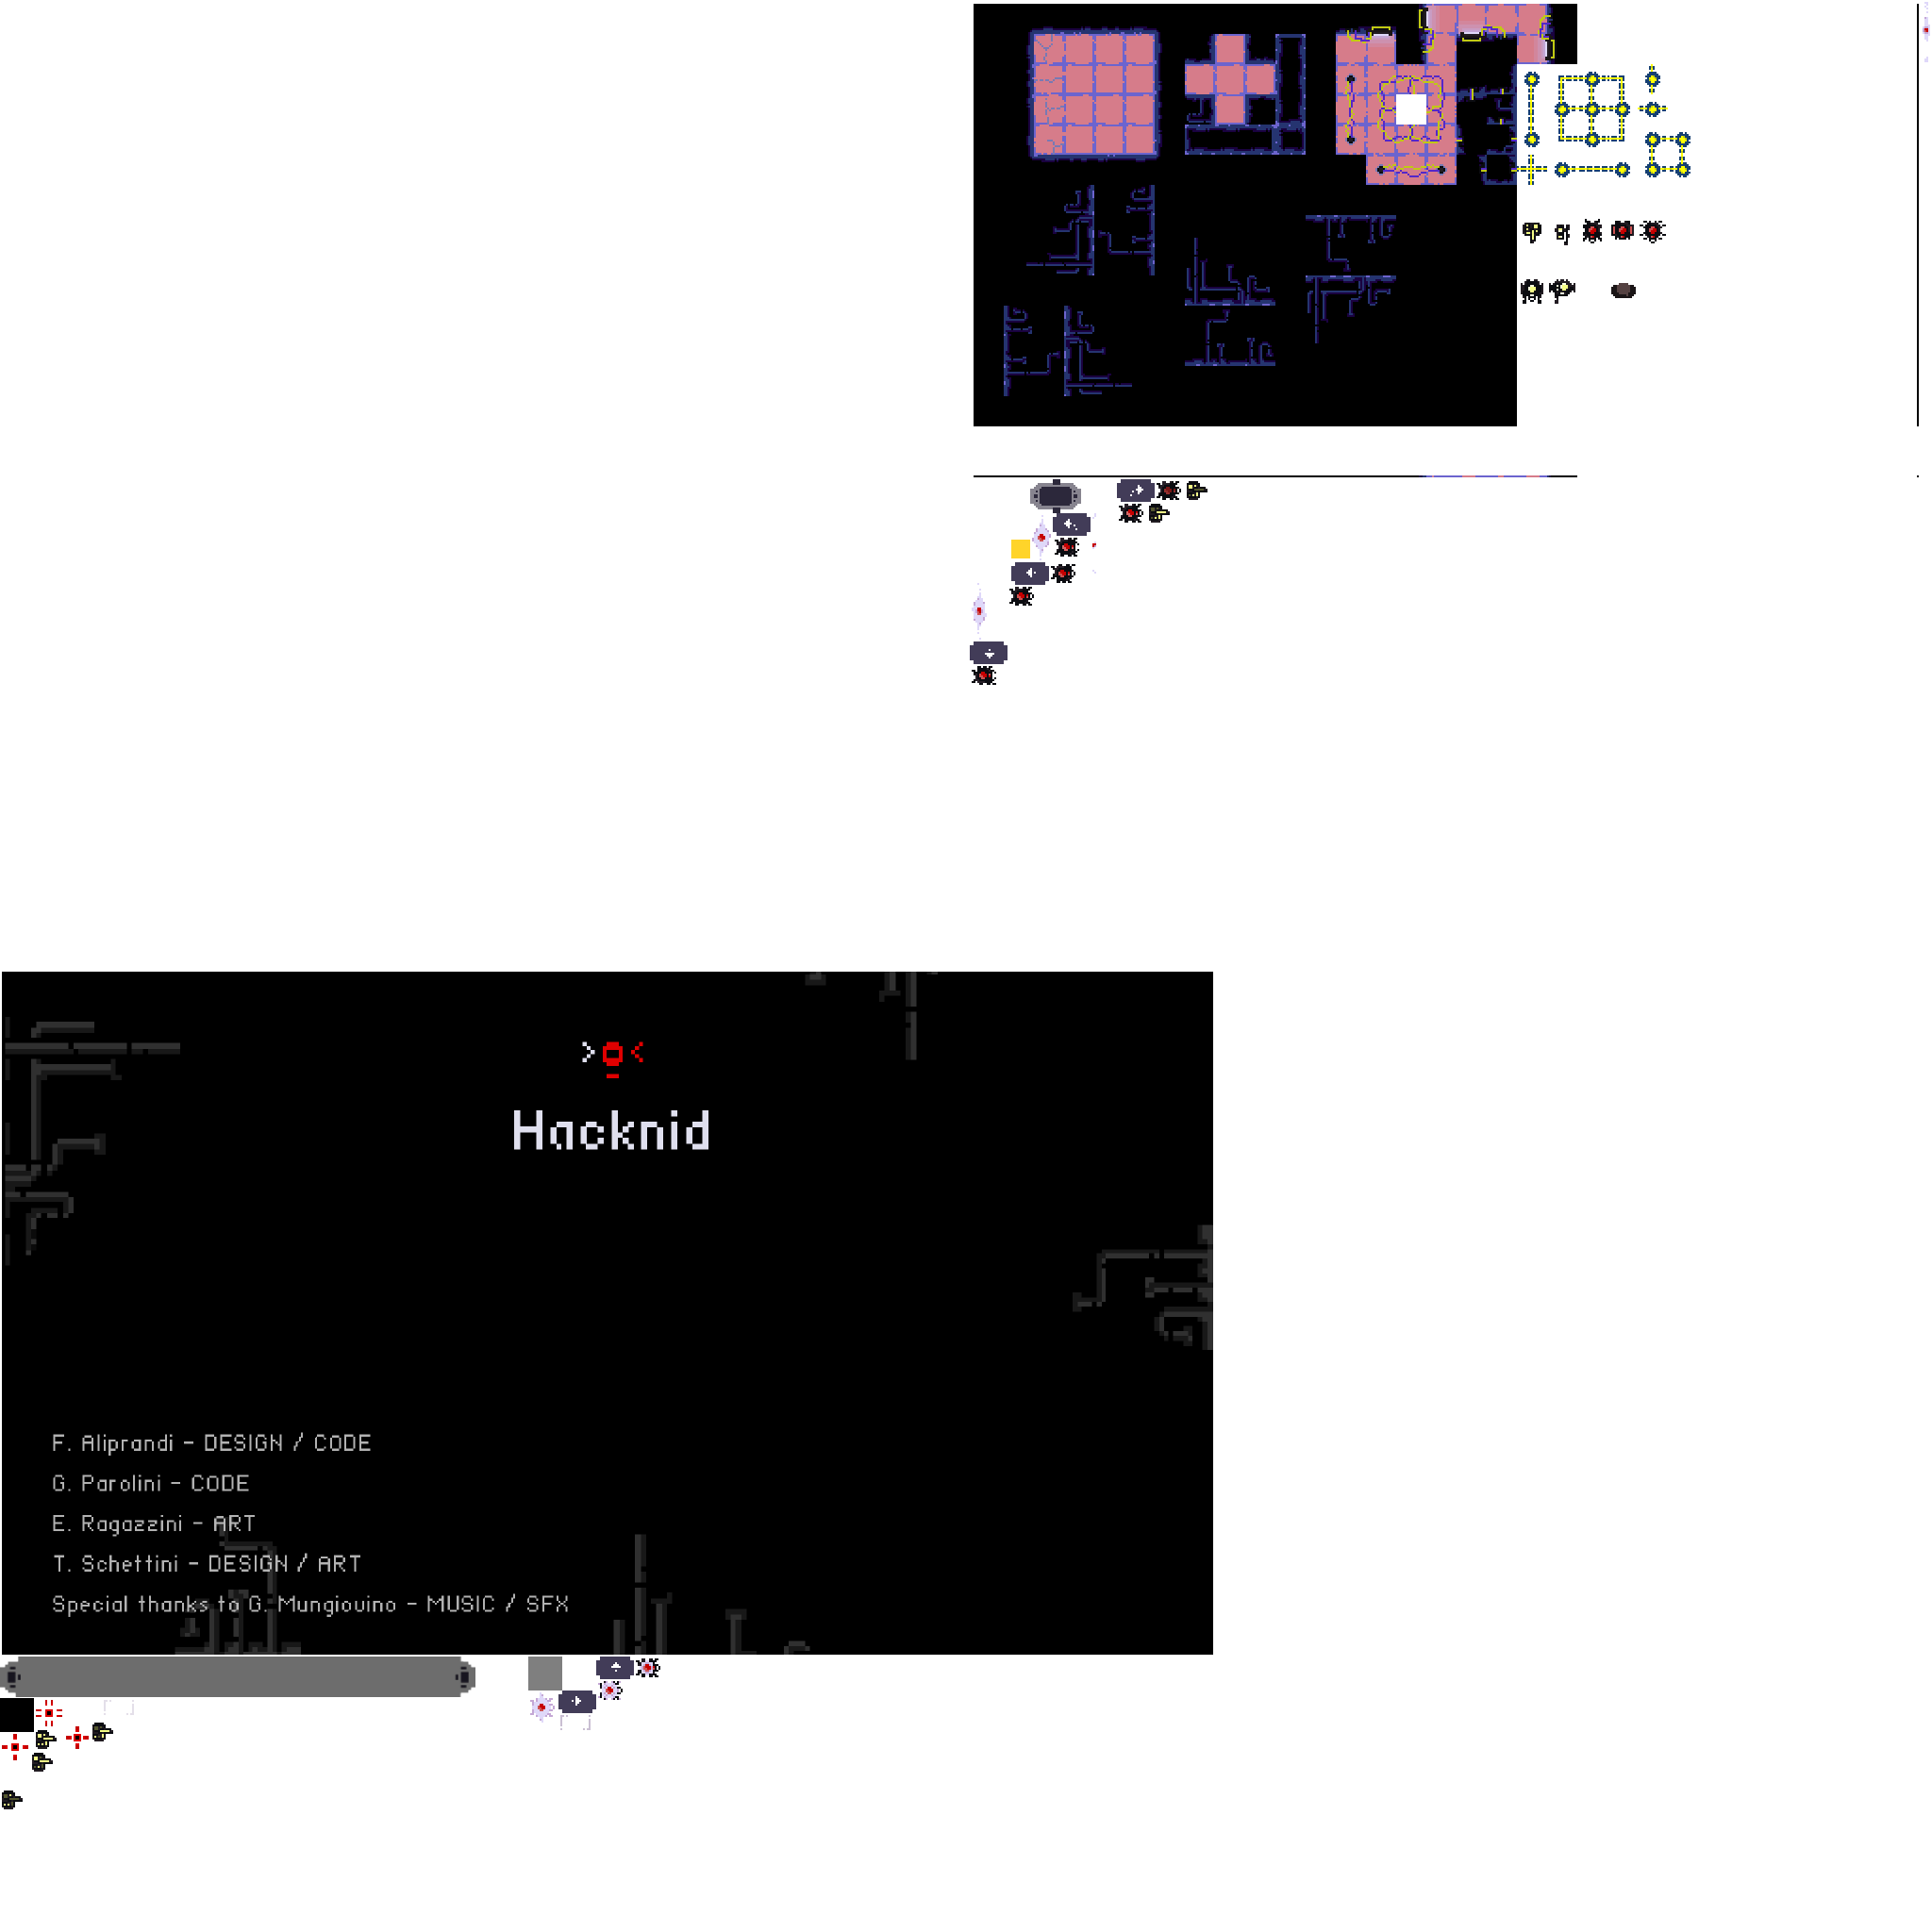 Hacknid
F. Aliprandi - DESIGN / CODE
G. Parolini - CODE
E. Ragazzini - ART
T. Schettini - DESIGN / ART
Special thanks to G. Mungiovino - MUSIC / SFX